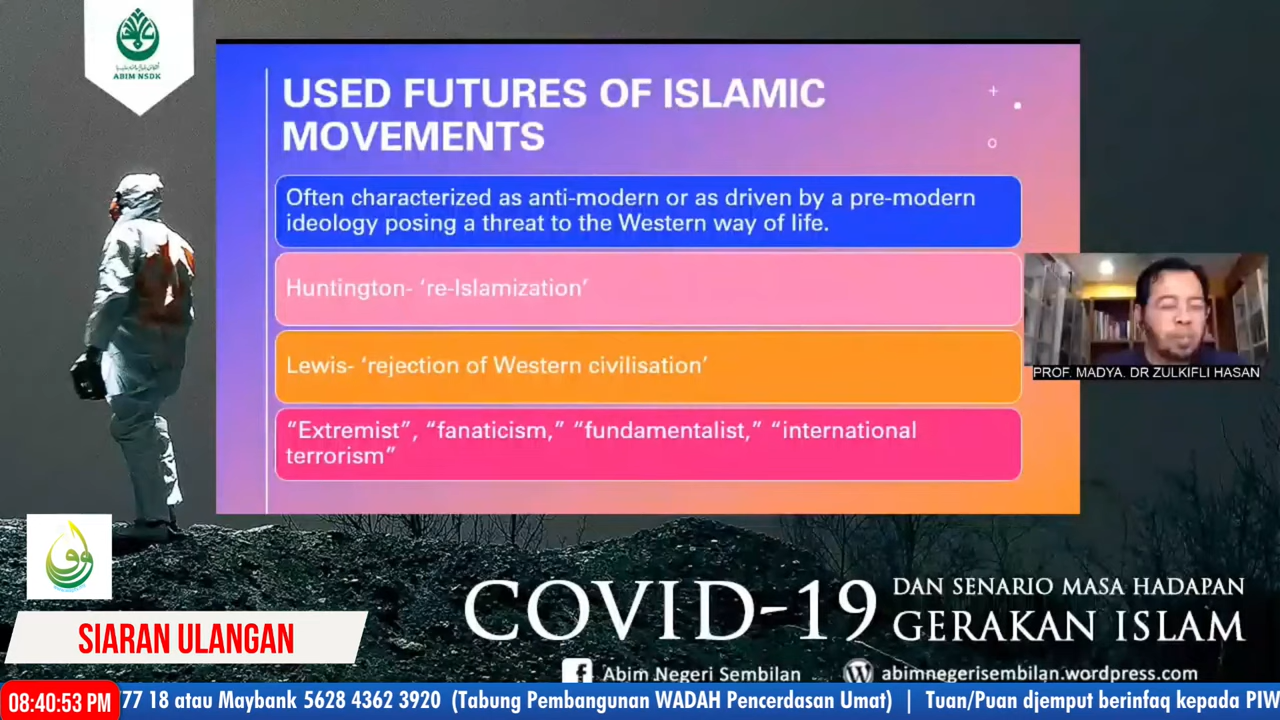 ABIM NSDK
USED FUTURES OF ISLAMIC
MOVEMENTS
Often characterized as anti-modern or as driven by a pre-modern
ideology posing a threat to the Western way of life.
Huntington- ‘re-Islamization’
Lewis- ‘rejection of Western civilisation’
“Extremist”, “fanaticism,” “fundamentalist,” “international
terrorism”
PROF. MADYA. DR ZULKIFLI HASAN
COVID-19
DAN SENARIO MASA HADAPAN
GERAKAN ISLAM
SIARAN ULANGAN
Abim Negeri Sembilan
abimnegerisembilan.wordpress.com
08:40:53 PM
77 18 atau Maybank 5628 4362 3920 (Tabung Pembangunan WADAH Pencerdasan Umat) | Tuan/Puan djemput berinfaq kepada PIW